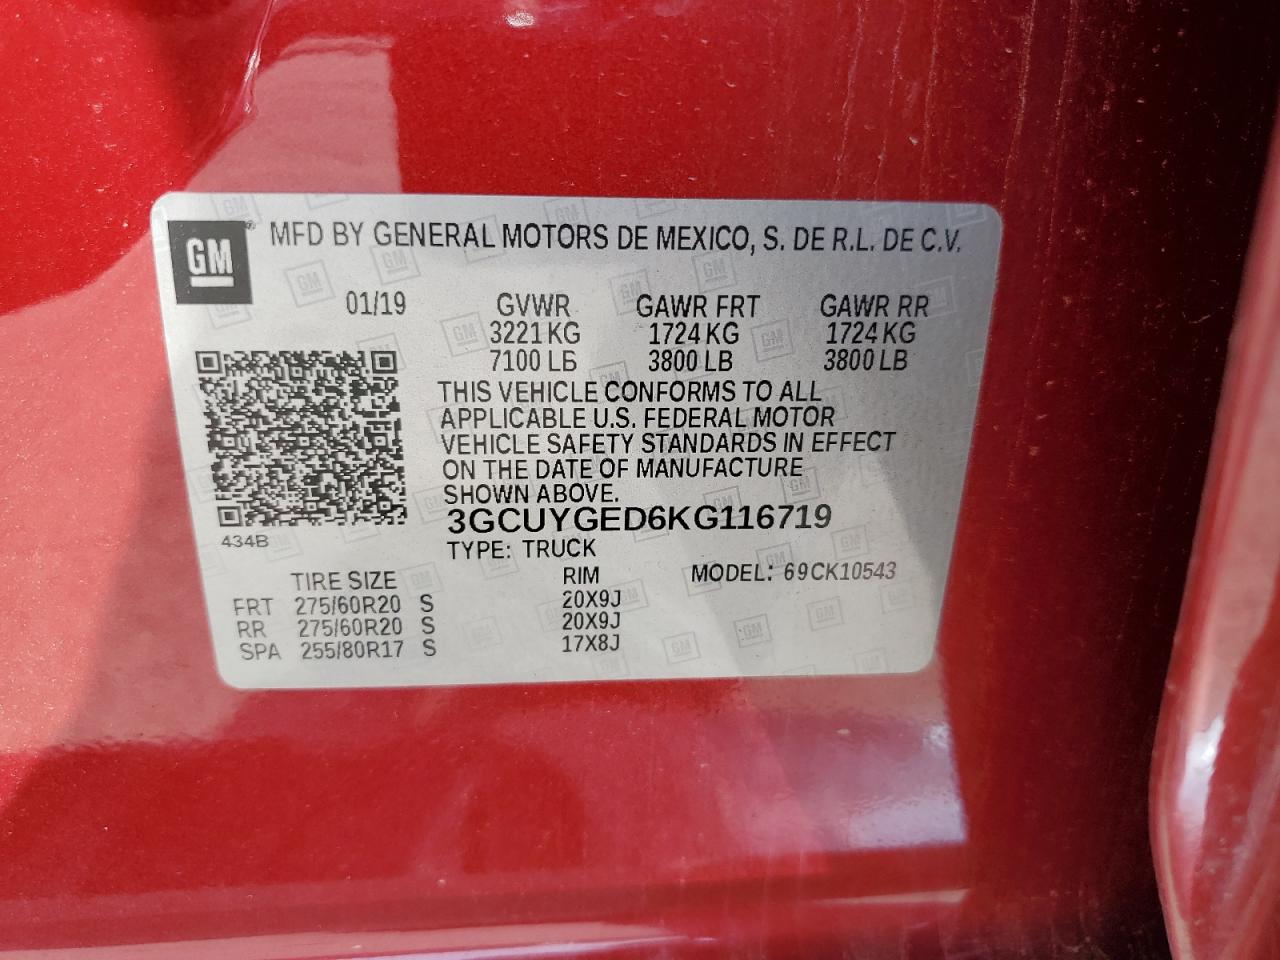 GM
MFD BY GENERAL MOTORS DE MEXICO, S. DE R.L. DE C.V.
01/19 GVWR GAWR FRT GAWR RR
3221 KG 1724 KG 1724 KG
7100 LB 3800 LB 3800 LB
THIS VEHICLE CONFORMS TO ALL
APPLICABLE U.S. FEDERAL MOTOR
VEHICLE SAFETY STANDARDS IN EFFECT
ON THE DATE OF MANUFACTURE
SHOWN ABOVE.
3GCUYGED6KG116719
434B
TYPE: TRUCK
TIRE SIZE RIM MODEL: 69CK10543
FRT 275/60R20 S 20X9J
RR 275/60R20 S 20X9J
SPA 255/80R17 S 17X8J